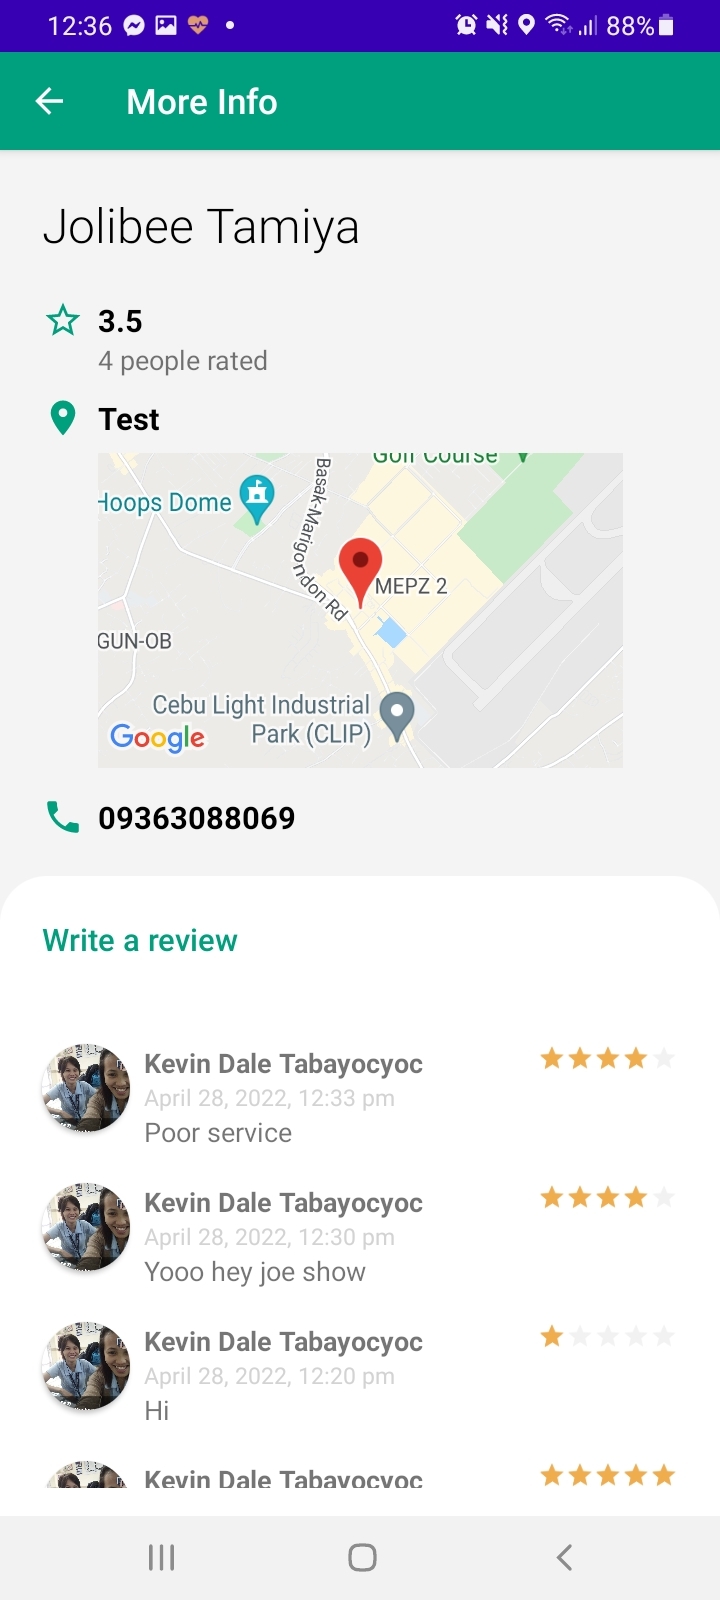 12:36 88%
More Info
Jolibee Tamiya
3.5
4 people rated
Test
Golf Course
Hoops Dome
Basak-Marigondon Rd
MEPZ 2
GUN-OB
Cebu Light Industrial
Park (CLIP)
Google
09363088069
Write a review
Kevin Dale Tabayocyoc
April 28, 2022, 12:33 pm
Poor service
Kevin Dale Tabayocyoc
April 28, 2022, 12:30 pm
Yooo hey joe show
Kevin Dale Tabayocyoc
April 28, 2022, 12:20 pm
Hi
Kevin Dale Tabayocyoc